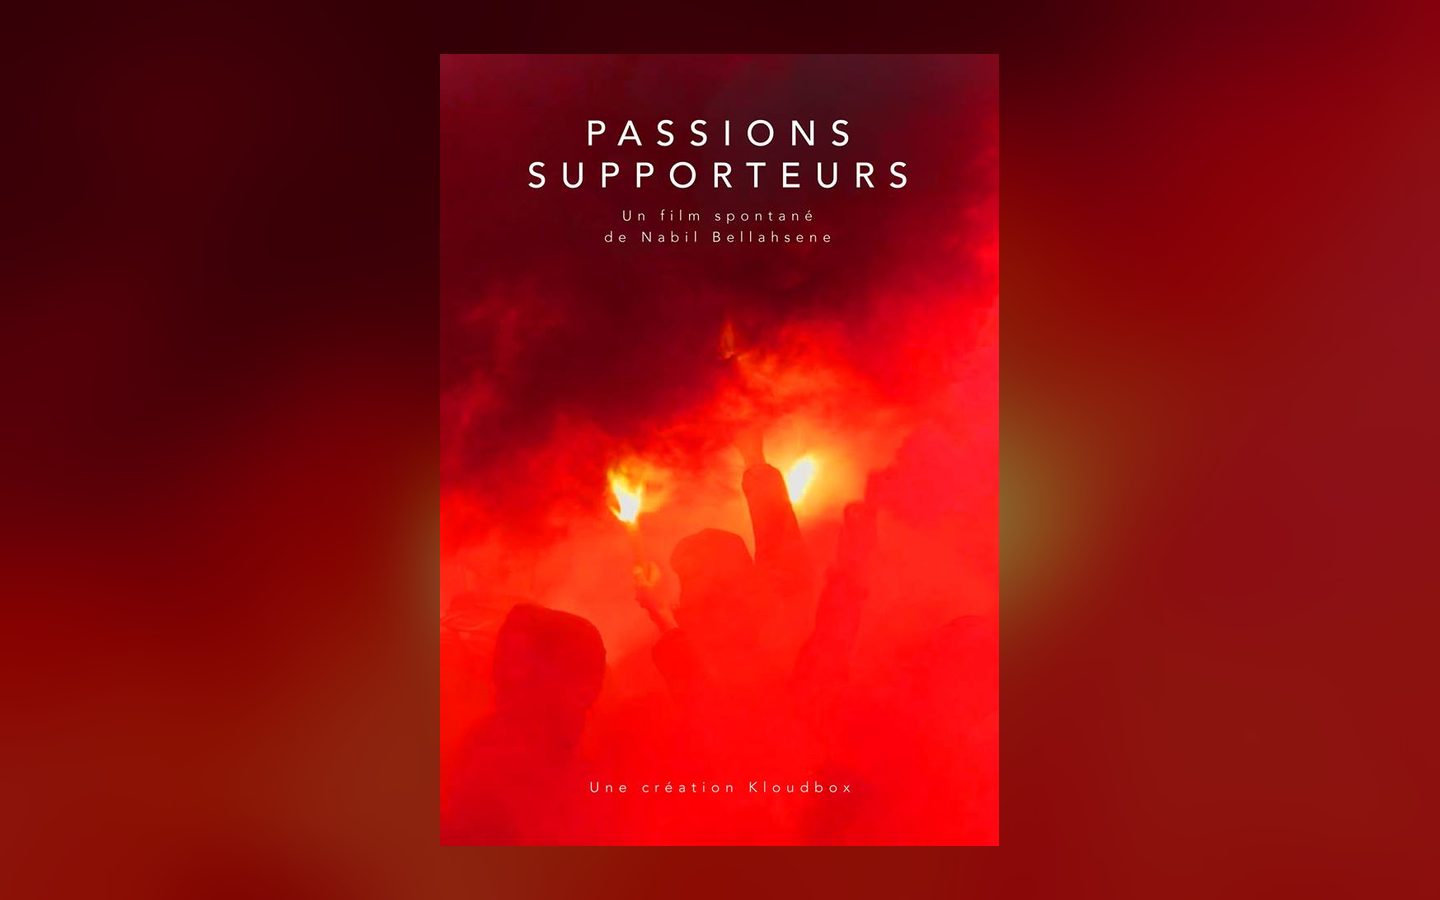 PASSIONS
SUPPORTEURS
Un film spontané
de Nabil Bellahsene
Une création Kloudbox